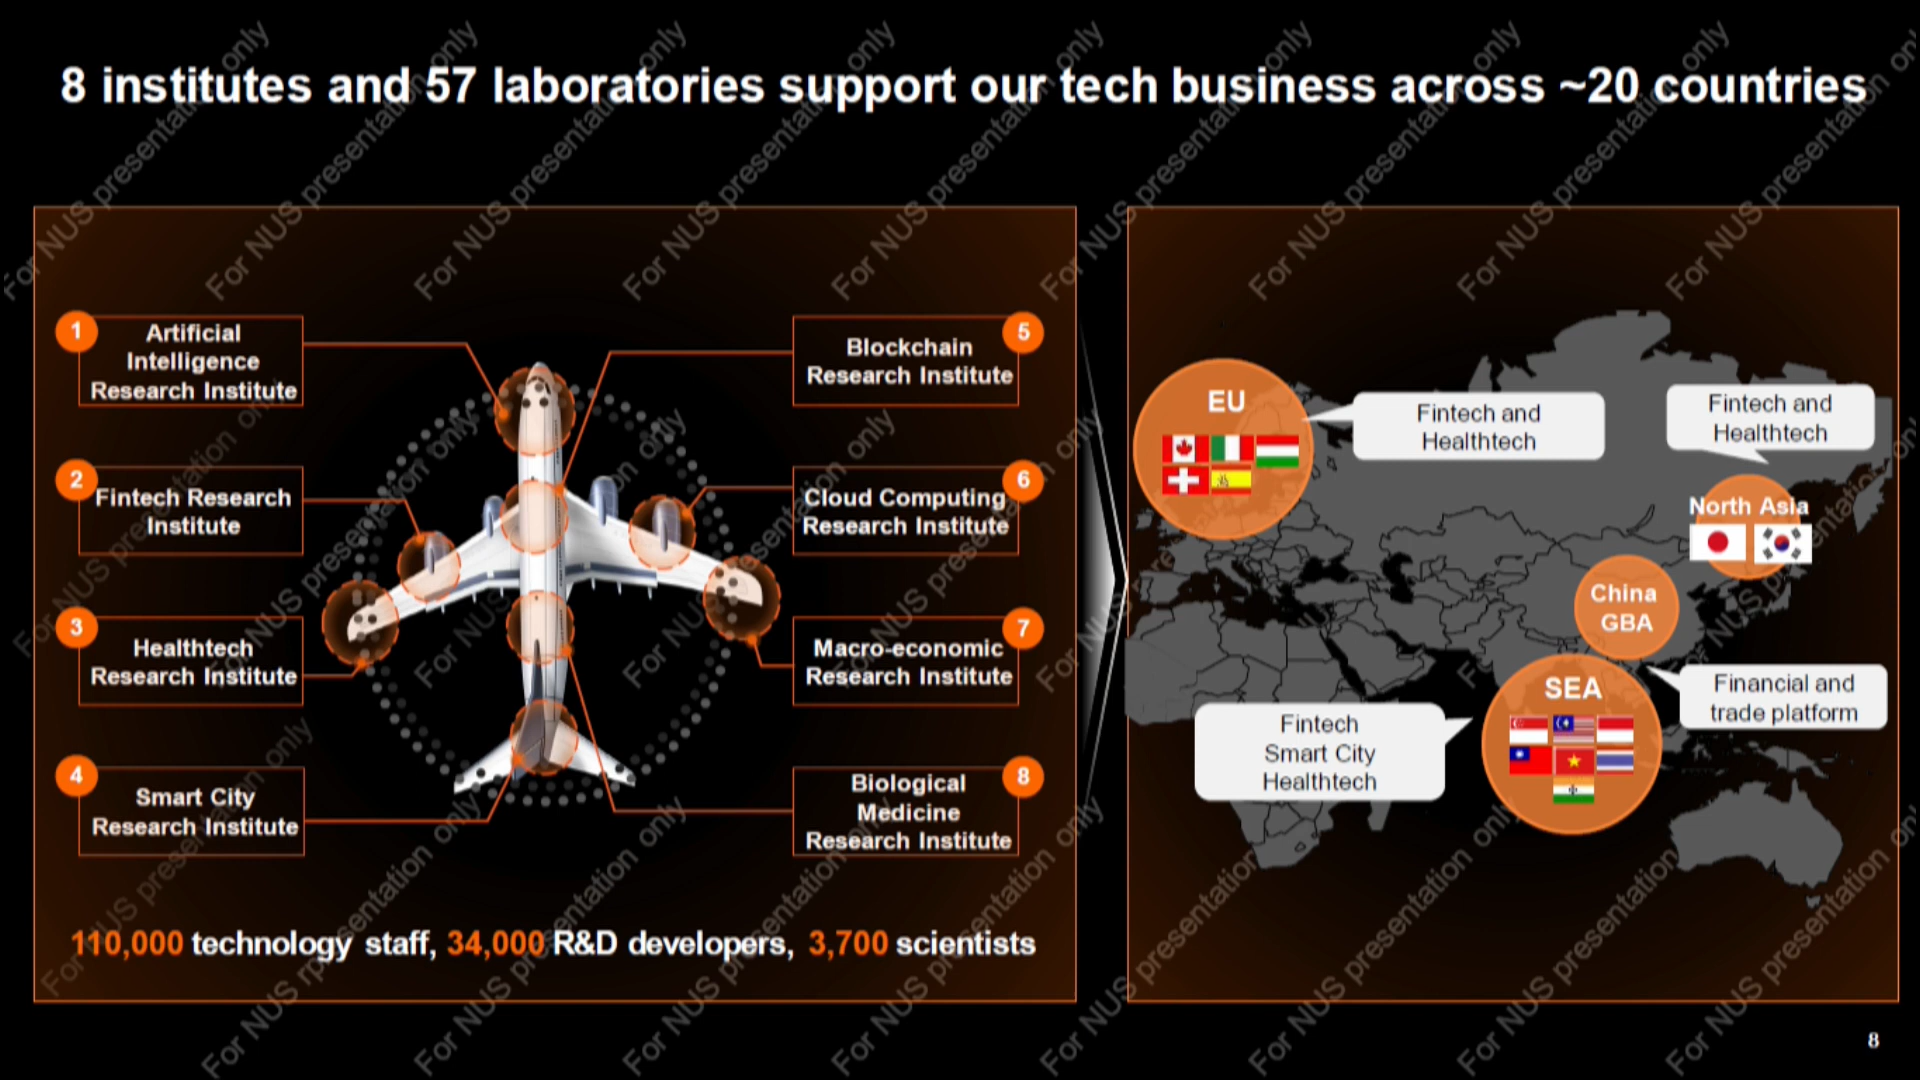 8 institutes and 57 laboratories support our tech business across ~20 countries
1
Artificial
Intelligence
Research Institute
2
Fintech Research
Institute
3
Healthtech
Research Institute
4
Smart City
Research Institute
5
Blockchain
Research Institute
6
Cloud Computing
Research Institute
7
Macro-economic
Research Institute
8
Biological
Medicine
Research Institute
110,000 technology staff, 34,000 R&D developers, 3,700 scientists
EU
Fintech and
Healthtech
Fintech and
Healthtech
North Asia
China
GBA
SEA
Financial and
trade platform
Fintech
Smart City
Healthtech
8
For NUS presentation only